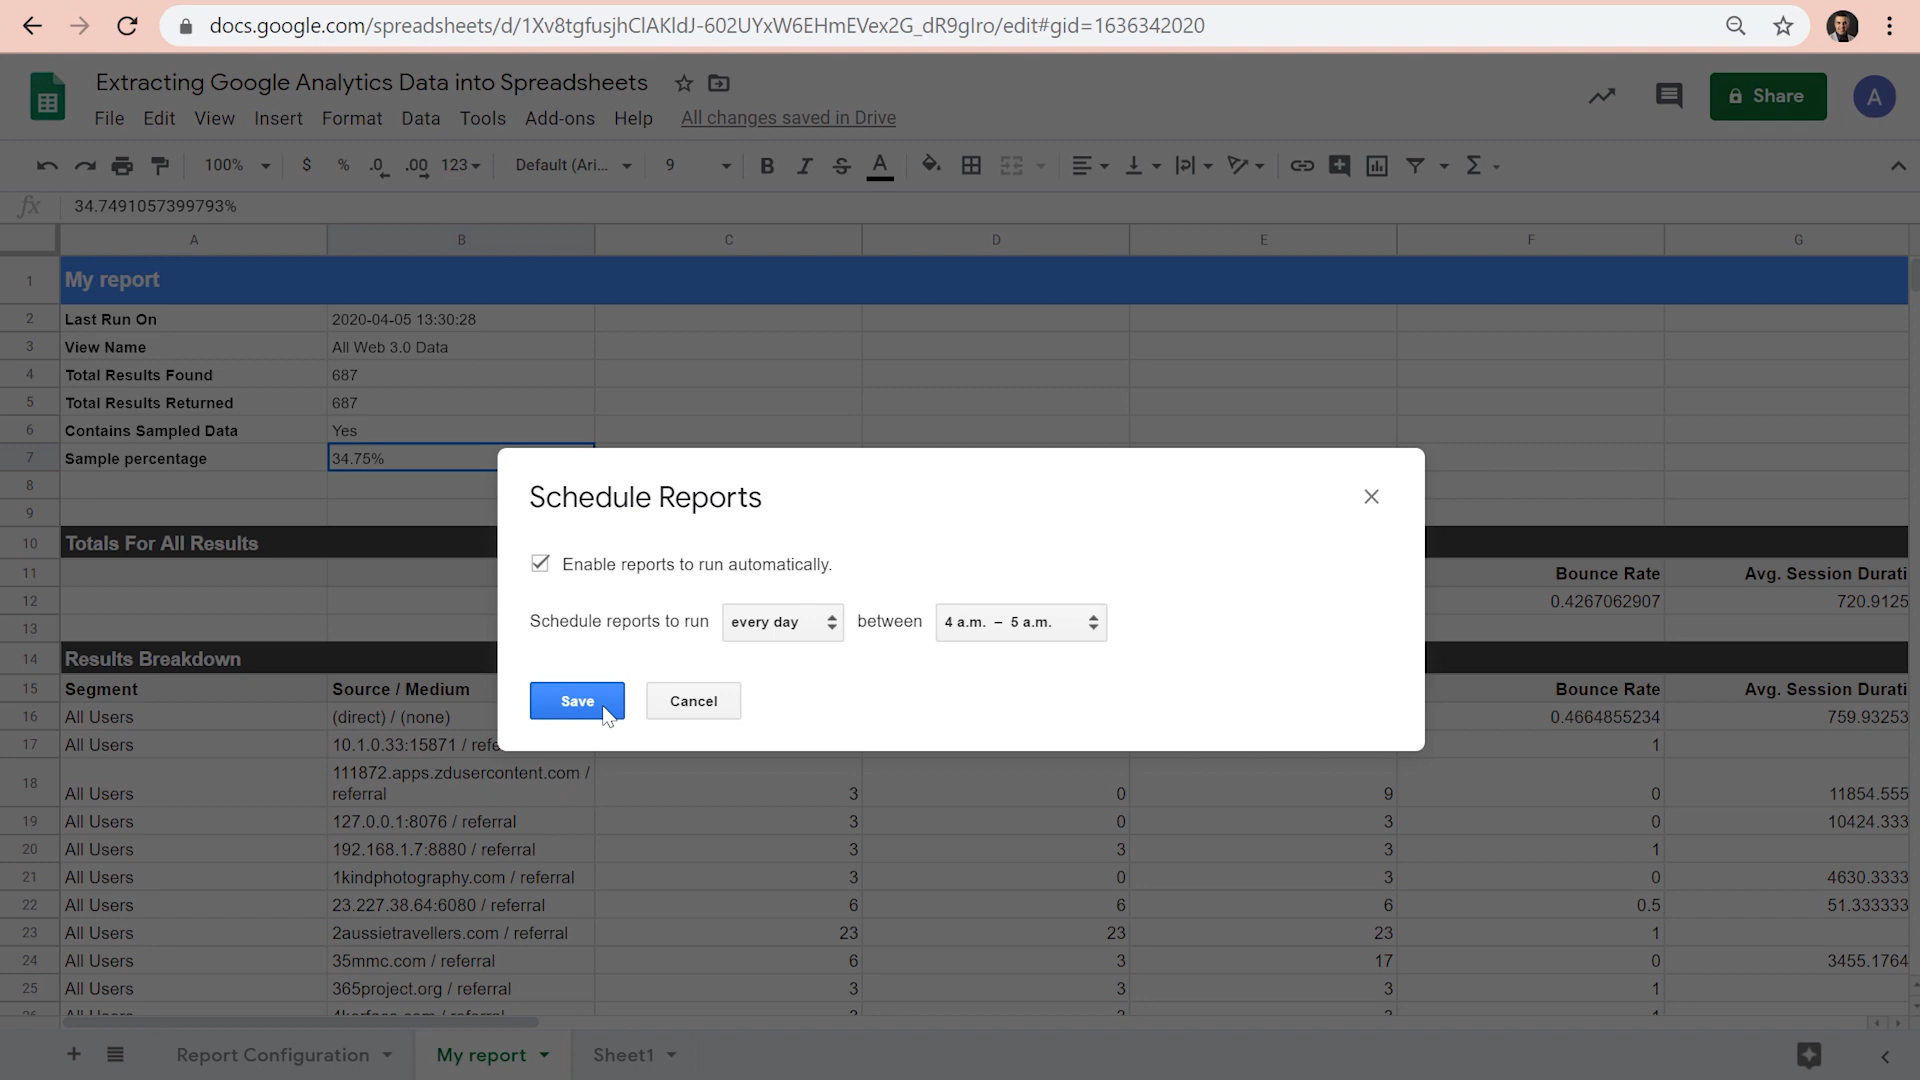 docs.google.com/spreadsheets/d/1Xv8tgfusjhClAKldJ-602UYxW6EHmEVex2G_dR9gIro/edit#gid=1636342020
Extracting Google Analytics Data into Spreadsheets
File Edit View Insert Format Data Tools Add-ons Help All changes saved in Drive
Share
A
100% $ % .0 .00 123 Default (Ari... 9 B I S A
fx 34.7491057399793%
A B C D E F G
1 My report
2 Last Run On 2020-04-05 13:30:28
3 View Name All Web 3.0 Data
4 Total Results Found 687
5 Total Results Returned 687
6 Contains Sampled Data Yes
7 Sample percentage 34.75%
8
9
10 Totals For All Results
11 Bounce Rate Avg. Session Durati
12 0.4267062907 720.9125
13
14 Results Breakdown
15 Segment Source / Medium Bounce Rate Avg. Session Durati
16 All Users (direct) / (none) 0.4664855234 759.93253
17 All Users 10.1.0.33:15871 / refe 1
18 All Users 111872.apps.zdusercontent.com / referral 3 0 9 0 11854.555
19 All Users 127.0.0.1:8076 / referral 3 0 3 0 10424.333
20 All Users 192.168.1.7:8880 / referral 3 3 3 1
21 All Users 1kindphotography.com / referral 3 0 3 0 4630.3333
22 All Users 23.227.38.64:6080 / referral 6 6 6 0.5 51.333333
23 All Users 2aussietravellers.com / referral 23 23 23 1
24 All Users 35mmc.com / referral 6 3 17 0 3455.1764
25 All Users 365project.org / referral 3 3 3 1
Schedule Reports
Enable reports to run automatically.
Schedule reports to run every day between 4 a.m. – 5 a.m.
Save Cancel
Report Configuration My report Sheet1